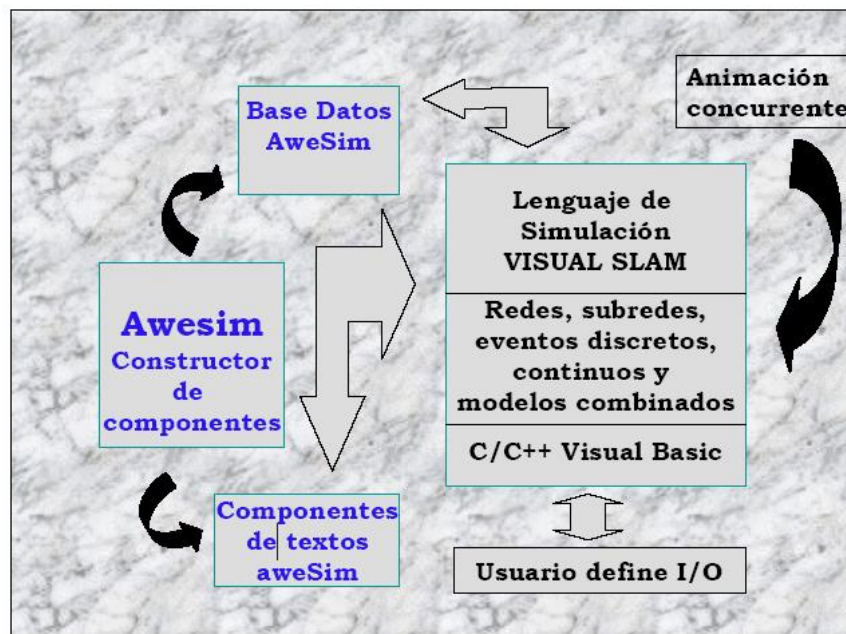 Base Datos
AweSim
Animación
concurrente
Lenguaje de
Simulación
VISUAL SLAM
Awesim
Constructor
de
componentes
Redes, subredes,
eventos discretos,
continuos y
modelos combinados
C/C++ Visual Basic
Componentes
de textos
aweSim
Usuario define I/O